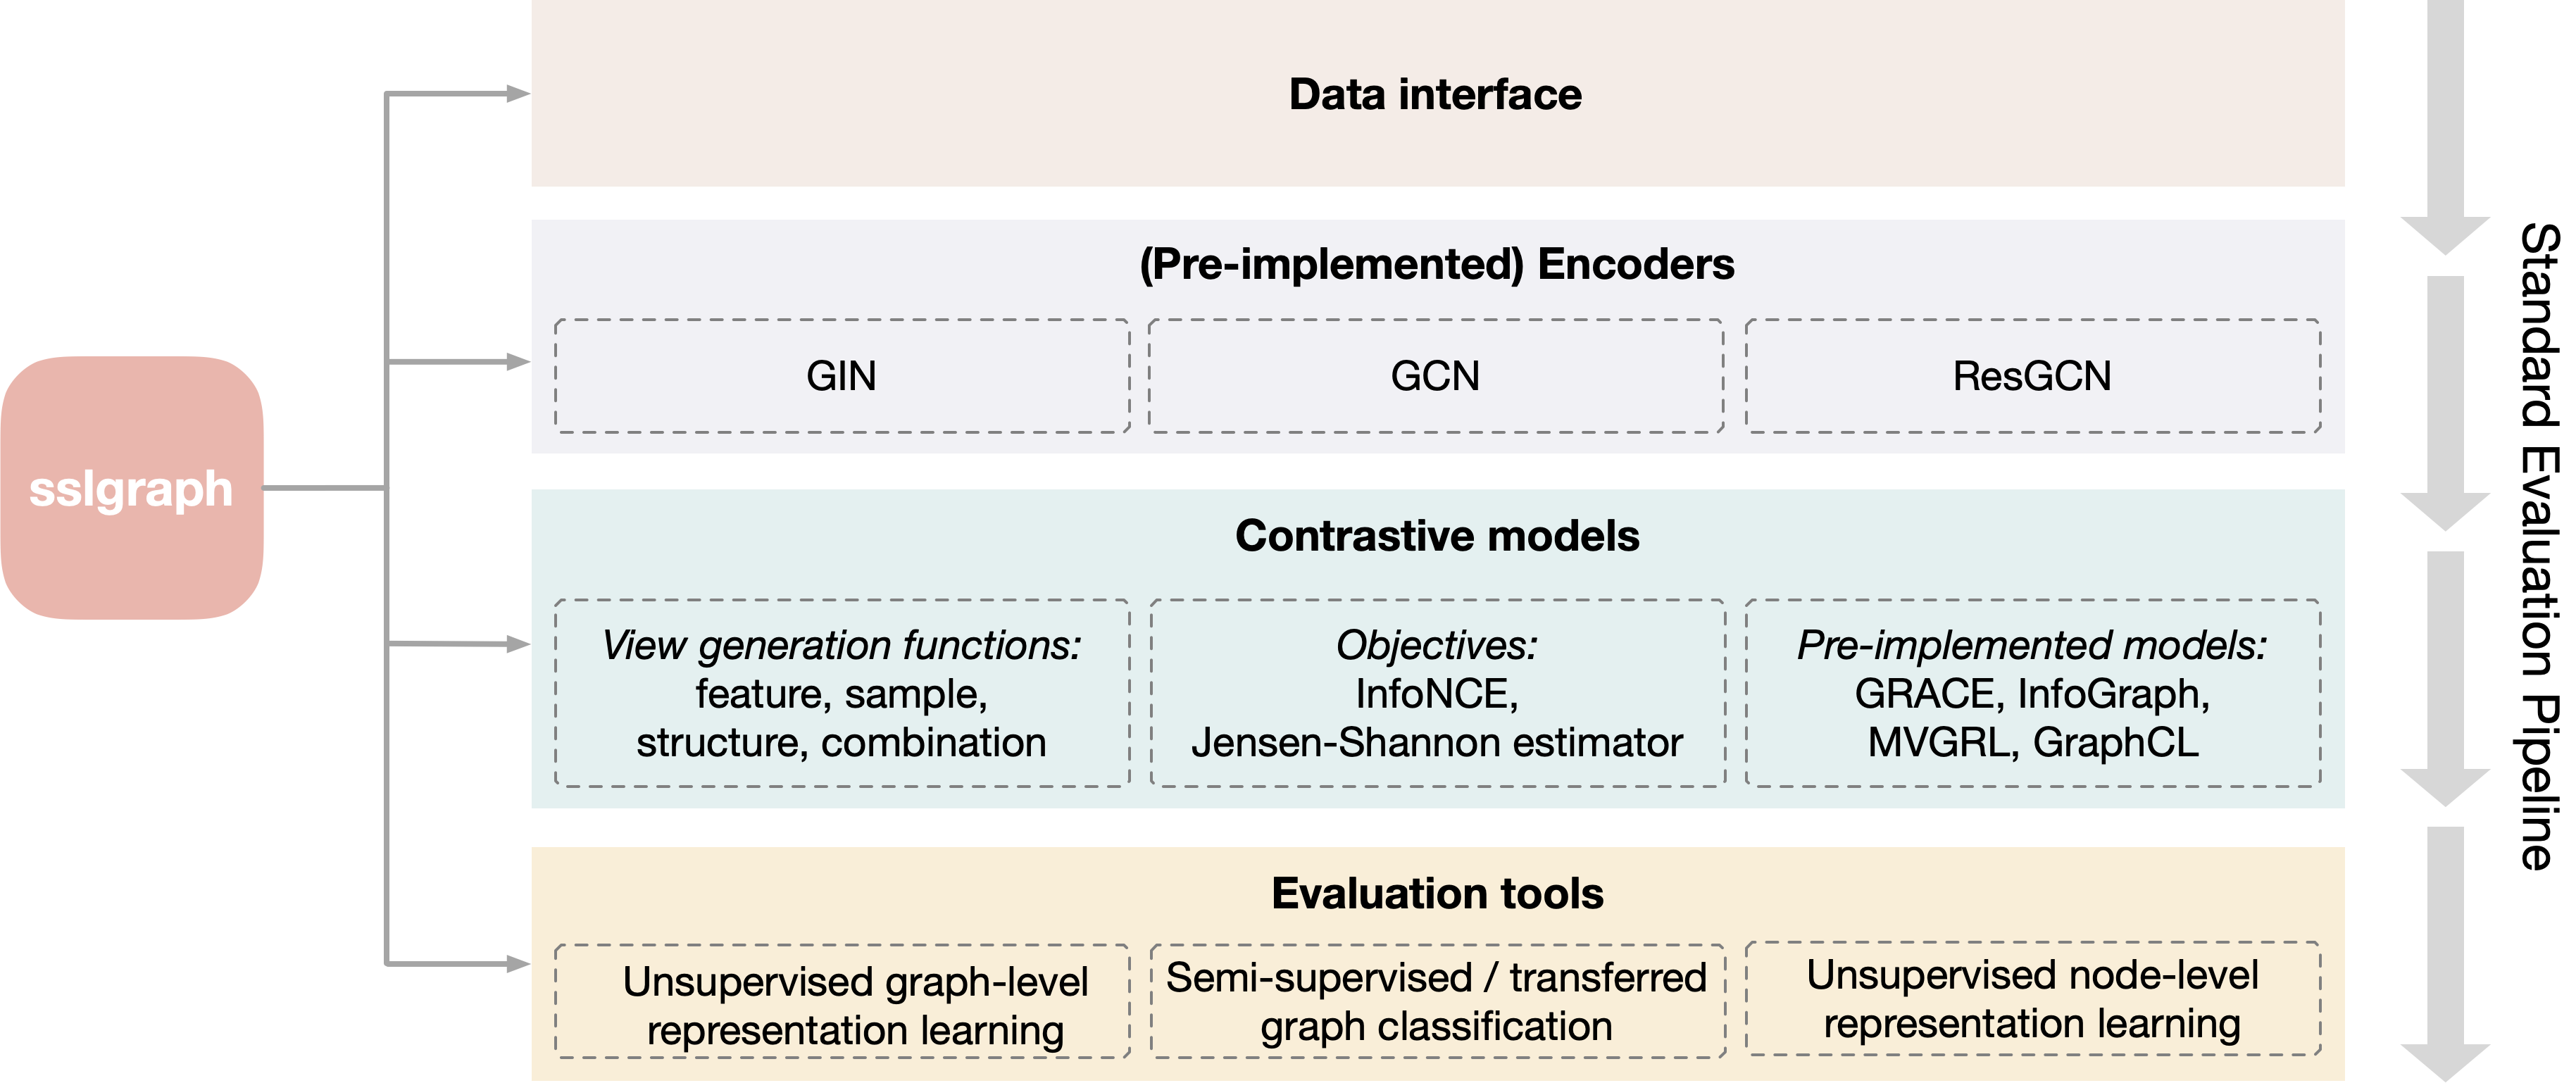 sslgraph
Data interface
(Pre-implemented) Encoders
GIN
GCN
ResGCN
Contrastive models
View generation functions:
feature, sample,
structure, combination
Objectives:
InfoNCE,
Jensen-Shannon estimator
Pre-implemented models:
GRACE, InfoGraph,
MVGRL, GraphCL
Evaluation tools
Unsupervised graph-level
representation learning
Semi-supervised / transferred
graph classification
Unsupervised node-level
representation learning
Standard Evaluation Pipeline